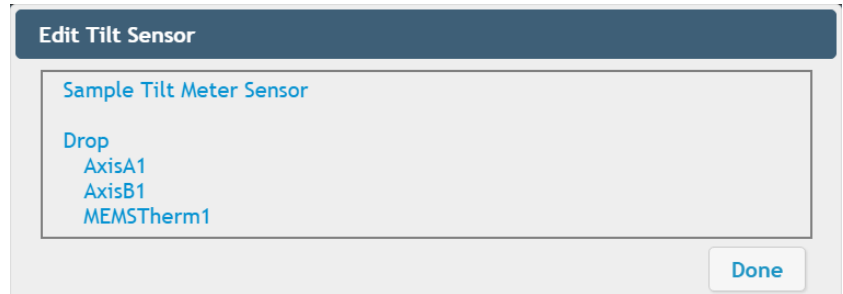 Edit Tilt Sensor
Sample Tilt Meter Sensor
Drop
AxisA1
AxisB1
MEMSTherm1
Done